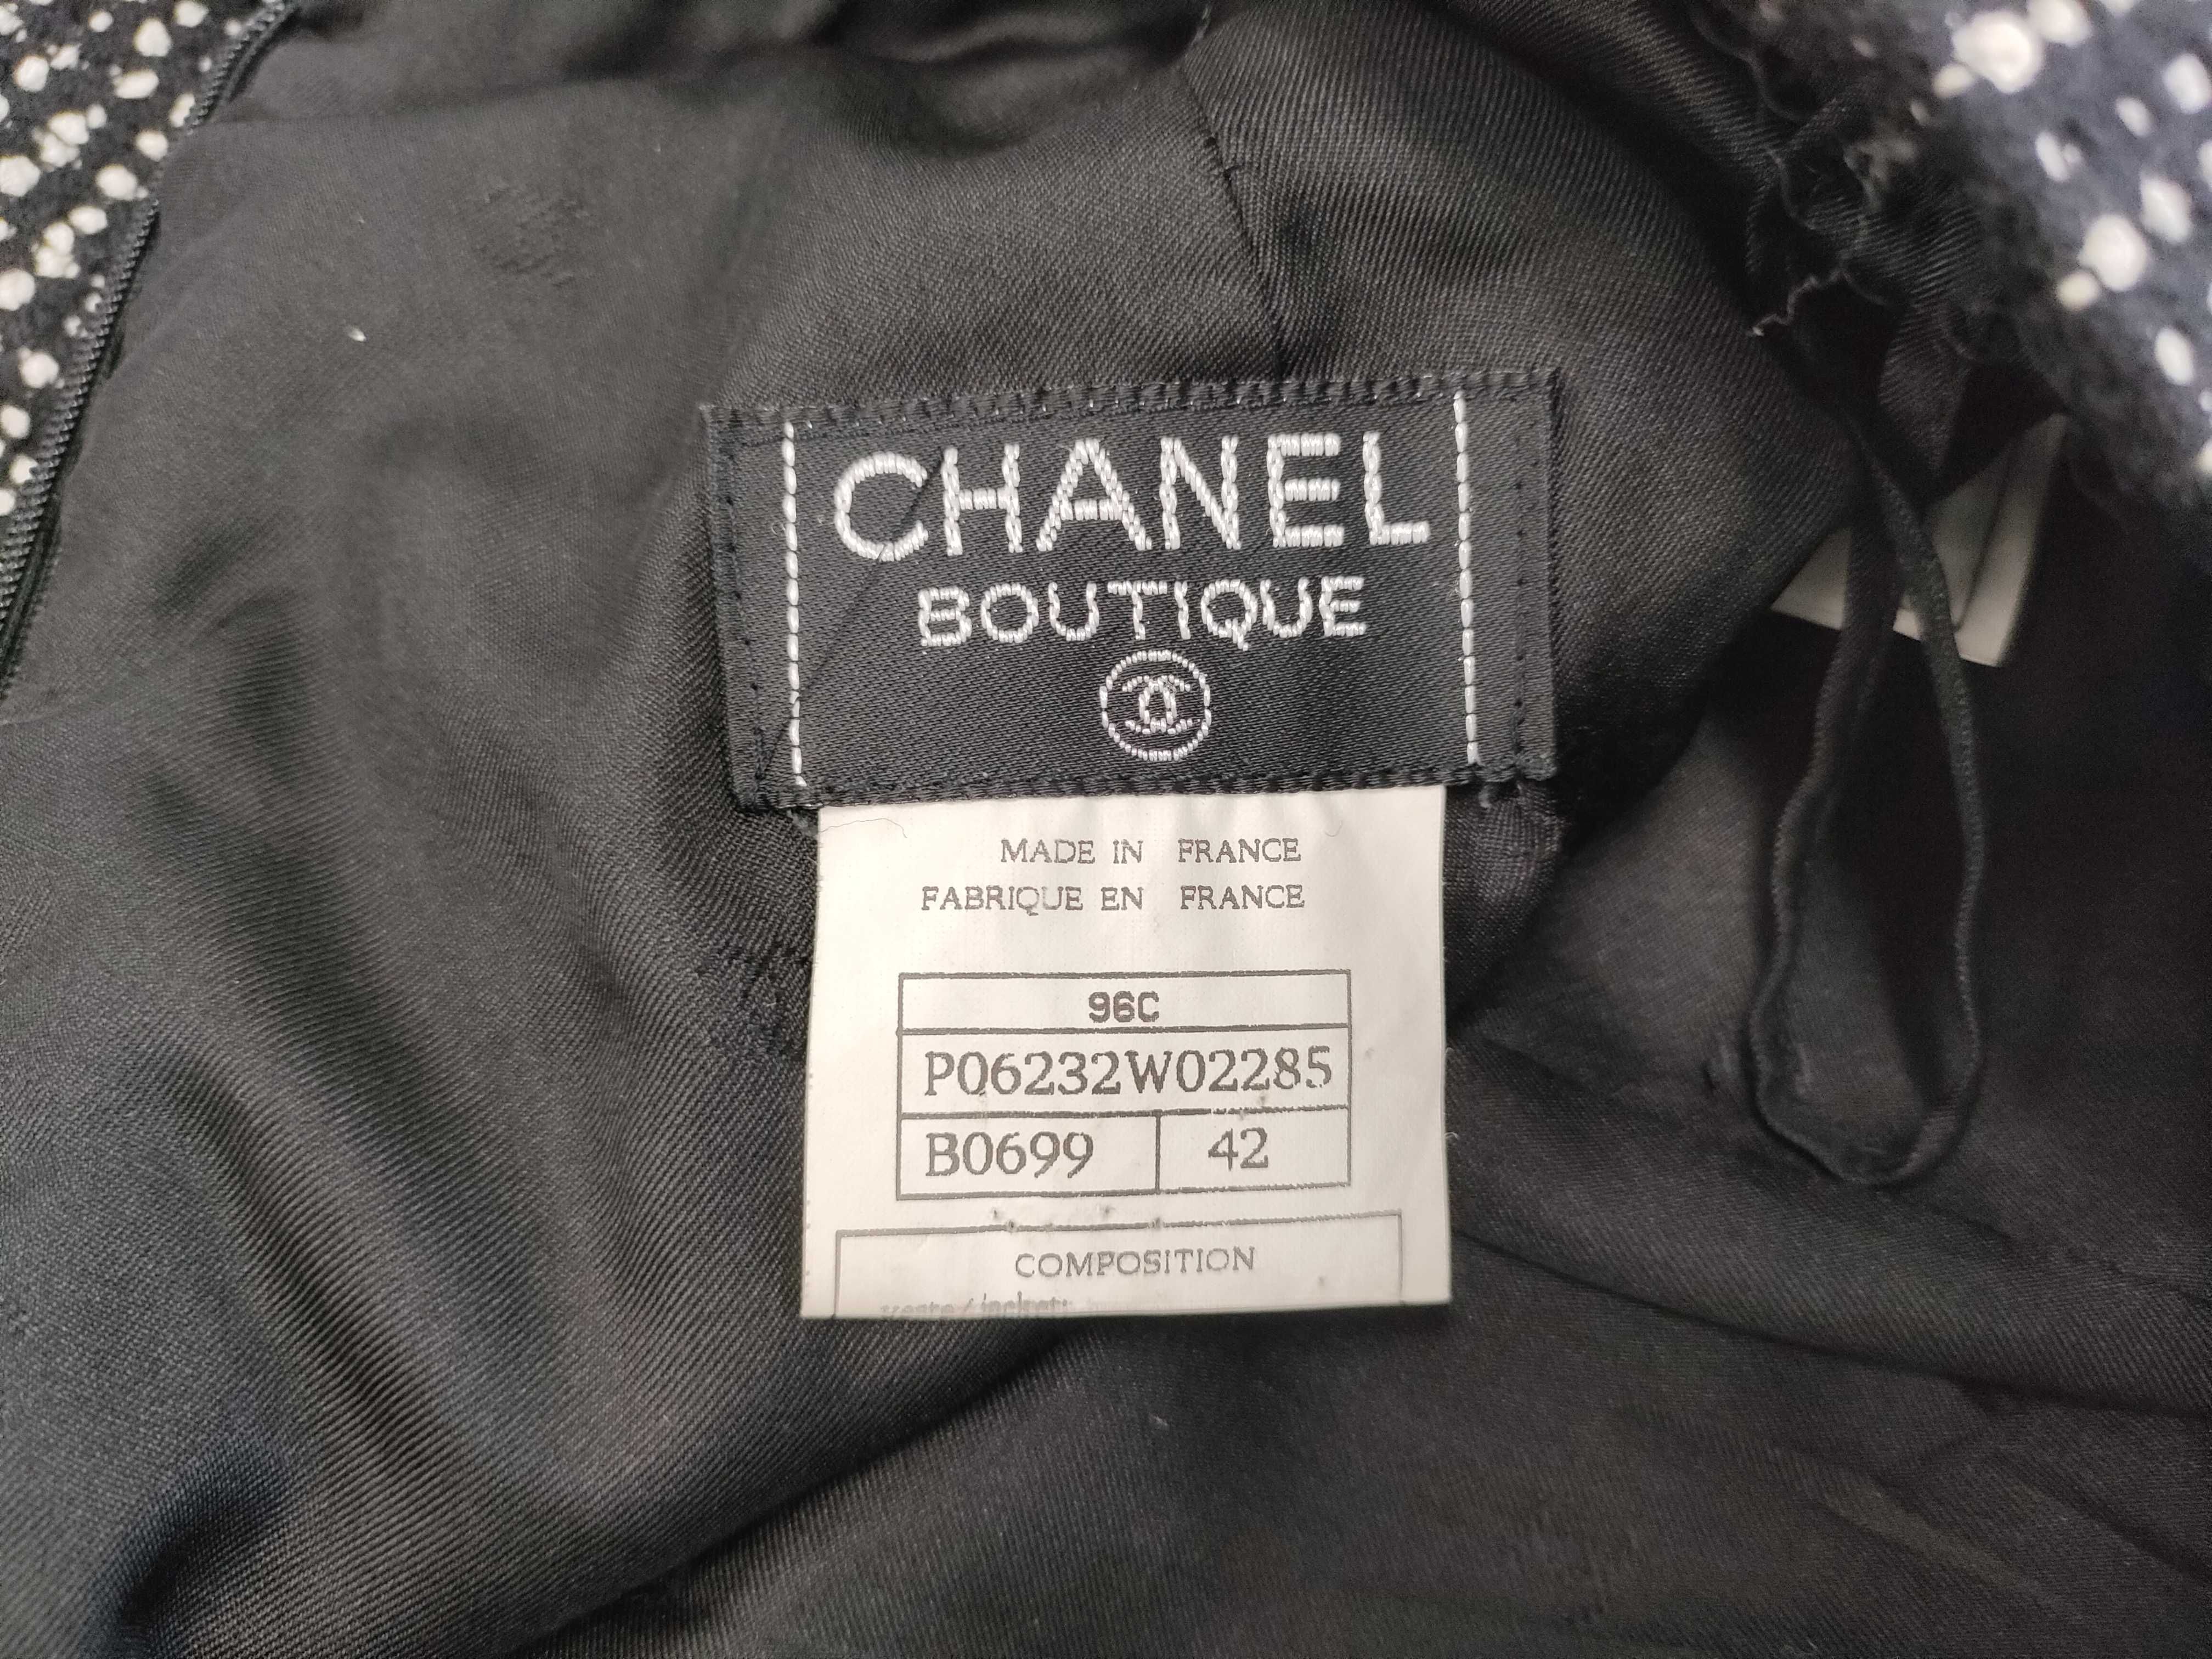 CHANEL
BOUTIQUE
MADE IN FRANCE
FABRIQUE EN FRANCE
96C
P06232W02285
B0699 42
COMPOSITION